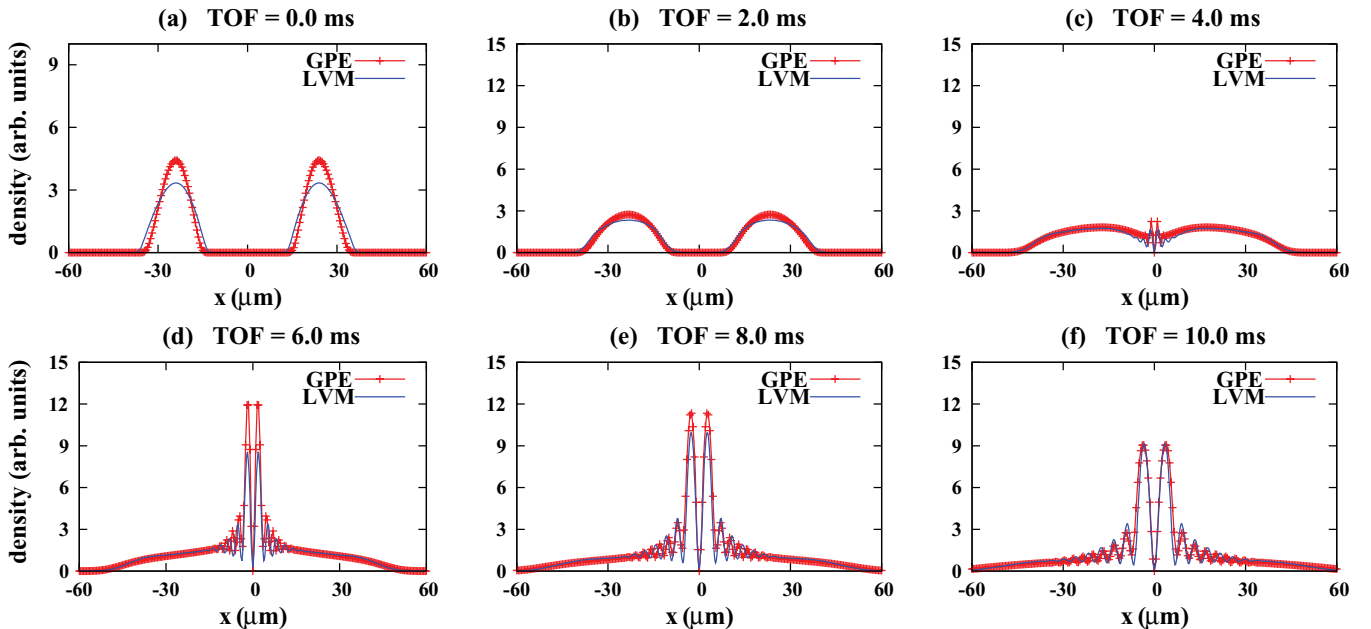 (a) TOF = 0.0 ms
density (arb. units)
9
6
3
0
GPE
LVM
-60 -30 0 30 60
x (μm)
(b) TOF = 2.0 ms
15
12
9
6
3
0
GPE
LVM
-60 -30 0 30 60
x (μm)
(c) TOF = 4.0 ms
15
12
9
6
3
0
GPE
LVM
-60 -30 0 30 60
x (μm)
(d) TOF = 6.0 ms
density (arb. units)
15
12
9
6
3
0
GPE
LVM
-60 -30 0 30 60
x (μm)
(e) TOF = 8.0 ms
15
12
9
6
3
0
GPE
LVM
-60 -30 0 30 60
x (μm)
(f) TOF = 10.0 ms
15
12
9
6
3
0
GPE
LVM
-60 -30 0 30 60
x (μm)